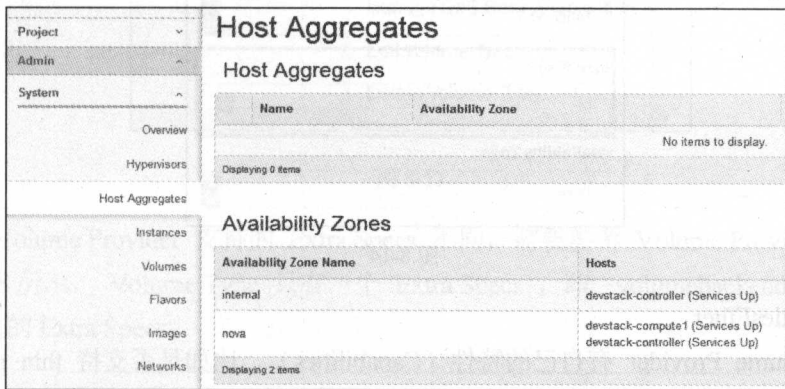 Project
Admin
System
Overview
Hypervisors
Host Aggregates
Instances
Volumes
Flavors
Images
Networks
Host Aggregates
Host Aggregates
Name Availability Zone
No items to display.
Displaying 0 items
Availability Zones
Availability Zone Name Hosts
internal devstack-controller (Services Up)
nova devstack-compute1 (Services Up)
devstack-controller (Services Up)
Displaying 2 items